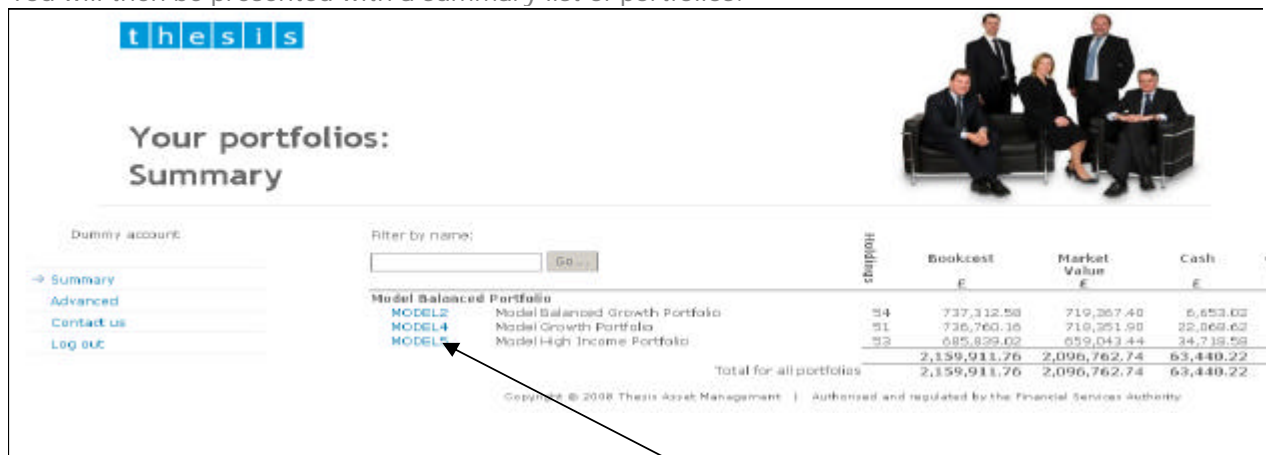 You will then be presented with a summary list of portfolios.
thesis
Your portfolios:
Summary
Dummy account
→ Summary
Advanced
Contact us
Log out
Filter by name:
Go...
Holdings Bookcost Market Value Cash
£ £ £
Model Balanced Portfolio
MODEL2 Model Balanced Growth Portfolio 54 737,312.58 719,367.40 6,653.02
MODEL4 Model Growth Portfolio 51 736,760.16 718,351.90 22,068.62
MODEL5 Model High Income Portfolio 53 685,839.02 659,043.44 34,718.58
2,159,911.76 2,096,762.74 63,440.22
Total for all portfolios 2,159,911.76 2,096,762.74 63,440.22
Copyright © 2008 Thesis Asset Management | Authorised and regulated by the Financial Services Authority